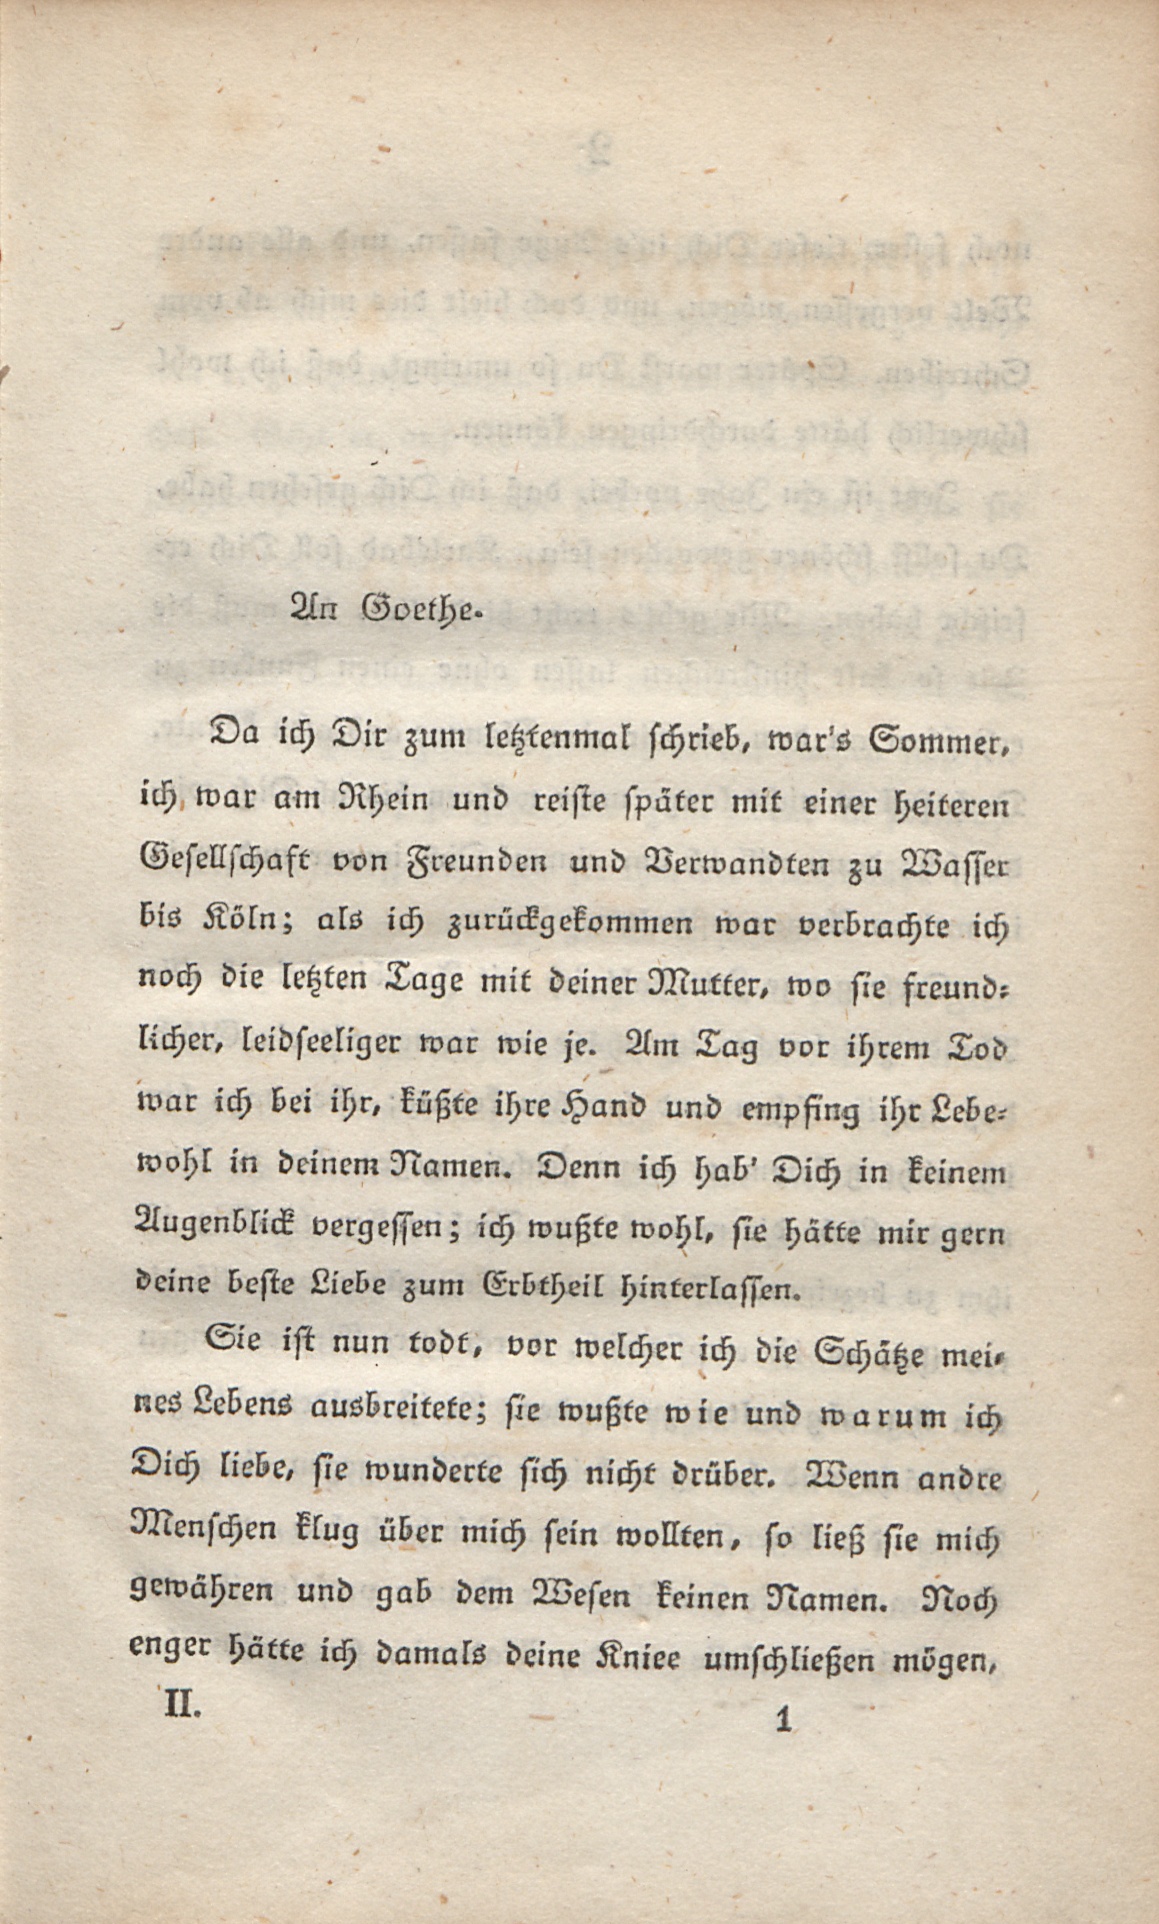 An Goethe.
Da ich Dir zum letztenmal schrieb, war's Sommer,
ich war am Rhein und reiste später mit einer heiteren
Gesellschaft von Freunden und Verwandten zu Wasser
bis Köln; als ich zurückgekommen war verbrachte ich
noch die letzten Tage mit deiner Mutter, wo sie freund-
licher, leidseeliger war wie je. Am Tag vor ihrem Tod
war ich bei ihr, küßte ihre Hand und empfing ihr Lebe-
wohl in deinem Namen. Denn ich hab' Dich in keinem
Augenblick vergessen; ich wußte wohl, sie hätte mir gern
deine beste Liebe zum Erbtheil hinterlassen.
Sie ist nun todt, vor welcher ich die Schätze mei-
nes Lebens ausbreitete; sie wußte wie und warum ich
Dich liebe, sie wunderte sich nicht drüber. Wenn andre
Menschen klug über mich sein wollten, so ließ sie mich
gewähren und gab dem Wesen keinen Namen. Noch
enger hätte ich damals deine Kniee umschließen mögen,
II. 1